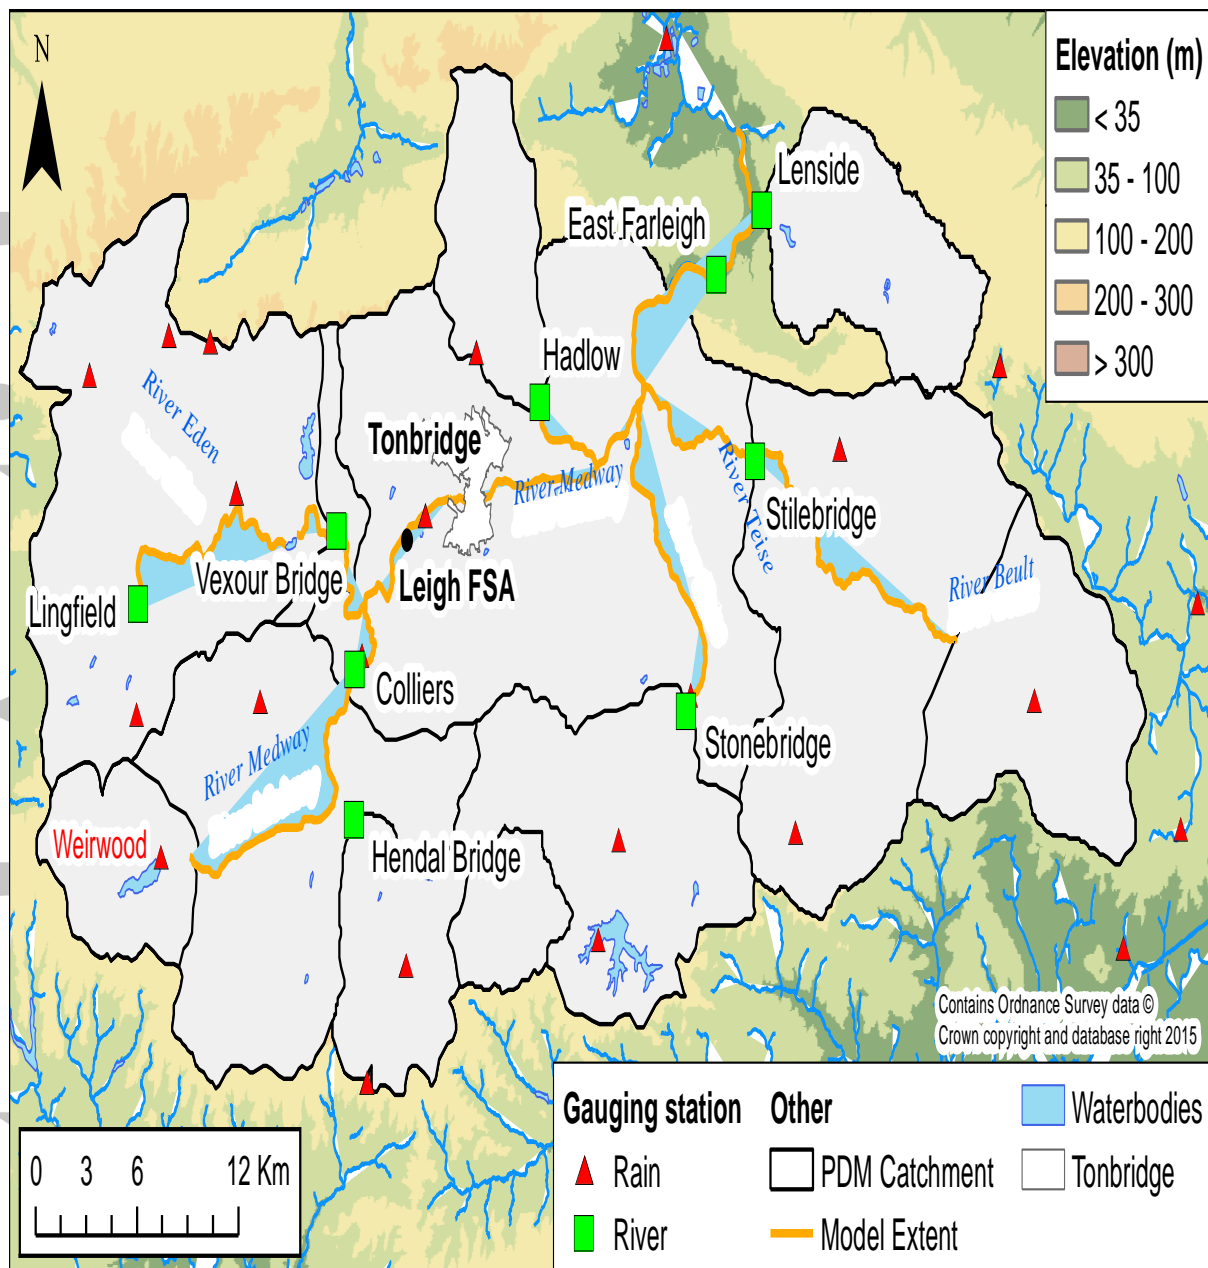 N
Elevation (m)
< 35
35 - 100
100 - 200
200 - 300
> 300
Lenside
East Farleigh
Hadlow
River Eden
Tonbridge
River Medway
River Teise
Stilebridge
Vexour Bridge
Leigh FSA
River Beult
Lingfield
Colliers
Stonebridge
River Medway
Weirwood
Hendal Bridge
Contains Ordnance Survey data ©
Crown copyright and database right 2015
0 3 6 12 Km
Gauging station
Rain
River
Other
PDM Catchment
Model Extent
Waterbodies
Tonbridge